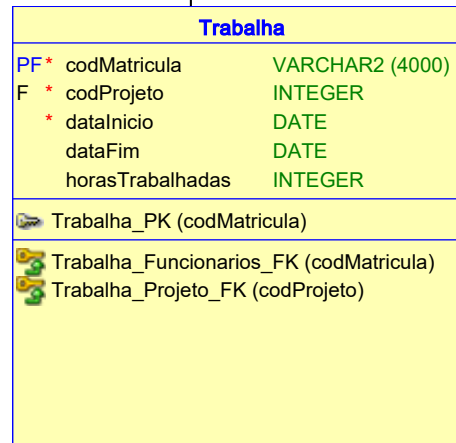 Trabalha
PF* codMatricula VARCHAR2 (4000)
F * codProjeto INTEGER
* dataInicio DATE
dataFim DATE
horasTrabalhadas INTEGER
Trabalha_PK (codMatricula)
Trabalha_Funcionarios_FK (codMatricula)
Trabalha_Projeto_FK (codProjeto)